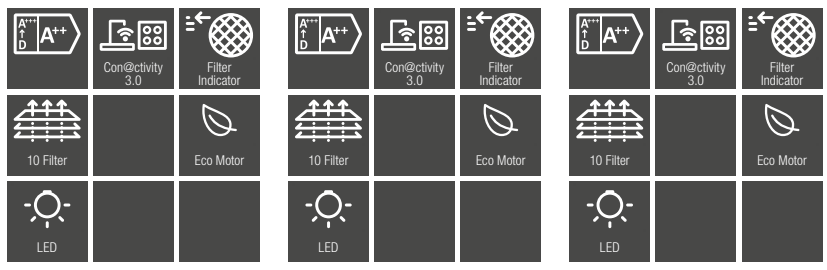 A+++
D
A++
Con@ctivity
3.0
Filter
Indicator
10 Filter
Eco Motor
LED
A+++
D
A++
Con@ctivity
3.0
Filter
Indicator
10 Filter
Eco Motor
LED
A+++
D
A++
Con@ctivity
3.0
Filter
Indicator
10 Filter
Eco Motor
LED